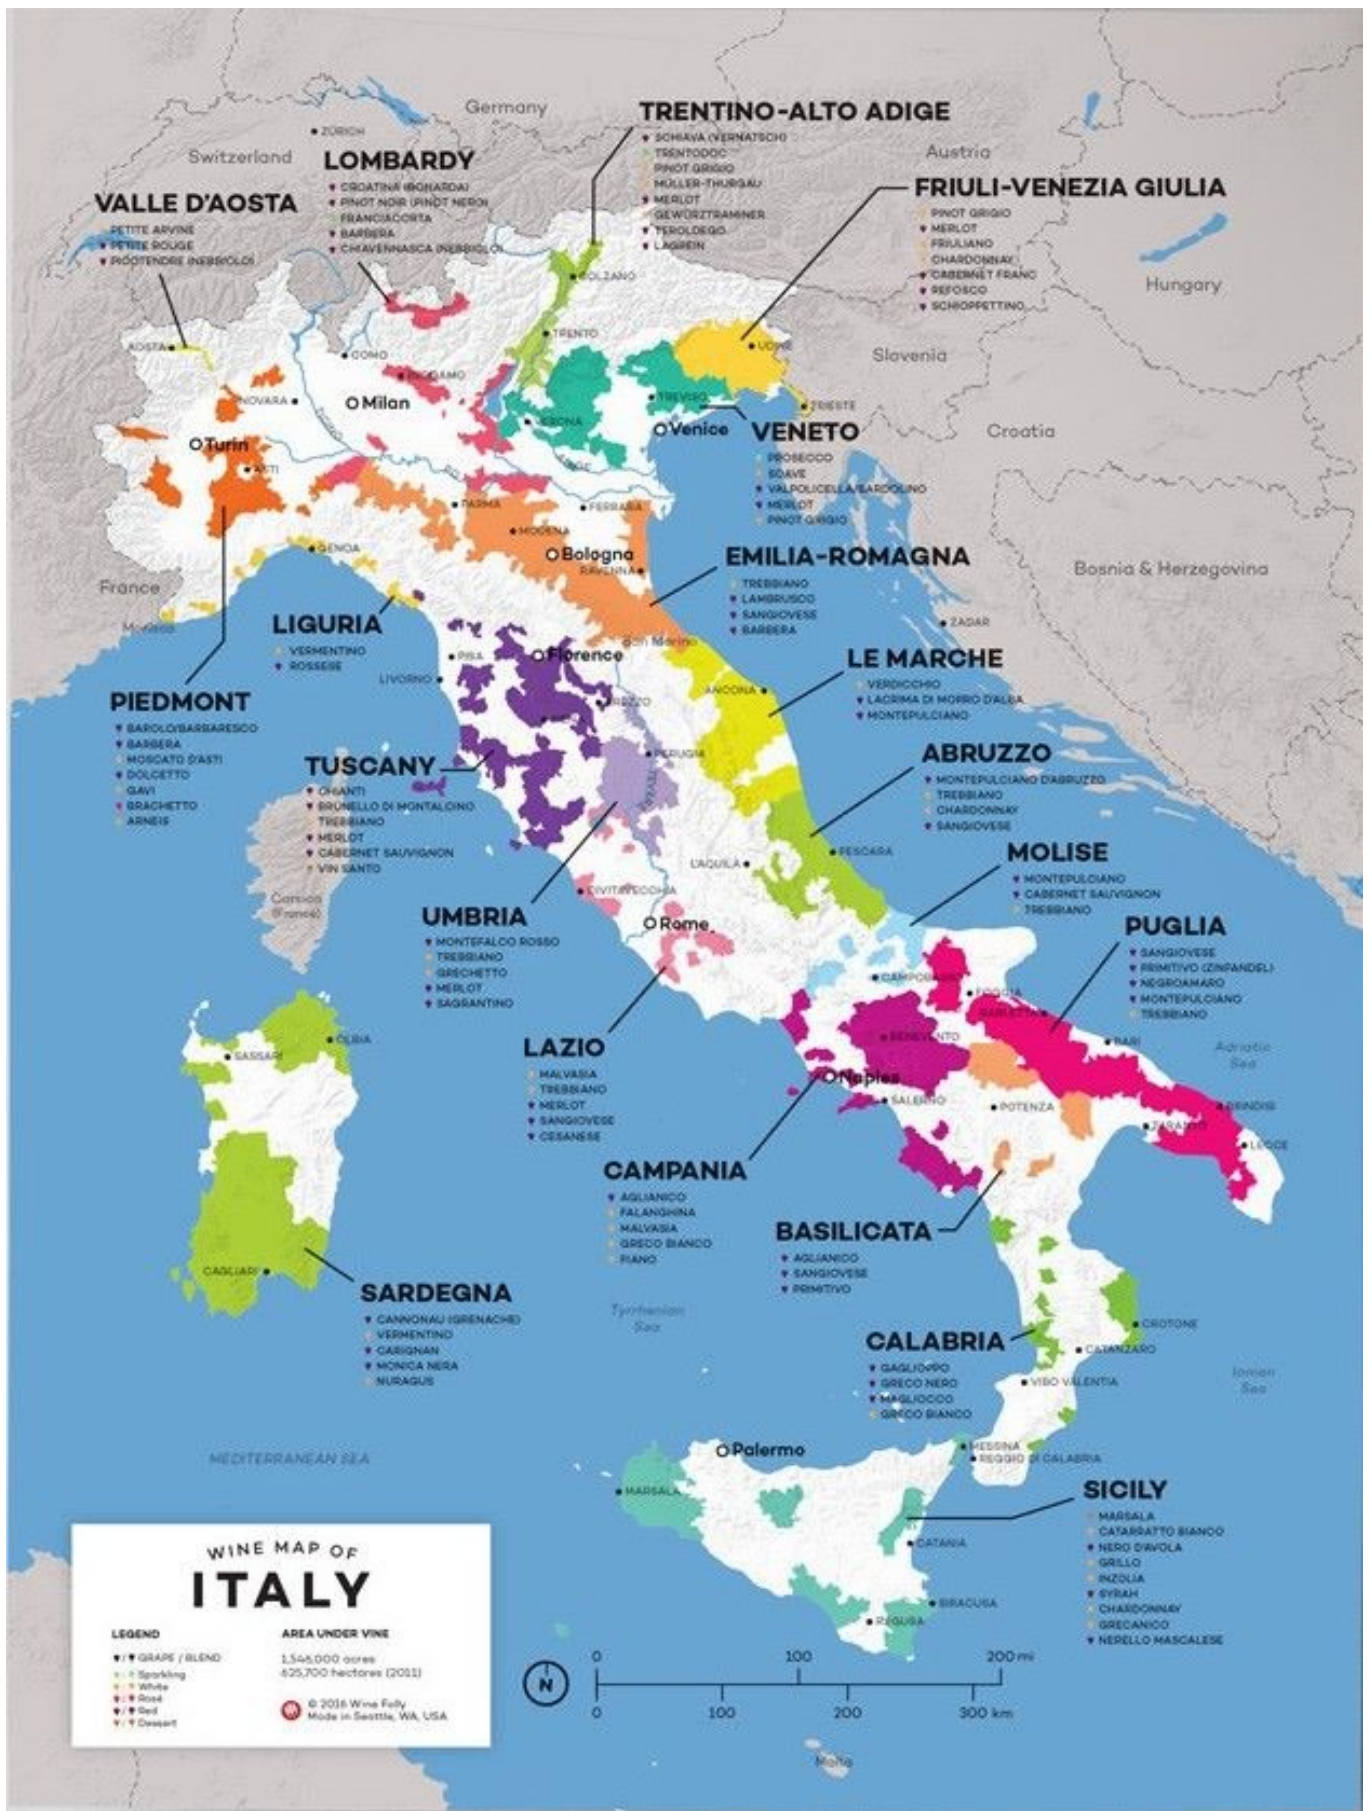 Germany
ZÜRICH
Switzerland
Austria
Hungary
Slovenia
Croatia
Bosnia & Herzegovina
France
Monaco
TRENTINO-ALTO ADIGE
SCHIAVA (VERNATSCH)
TRENTODOC
PINOT GRIGIO
MÜLLER-THURGAU
MERLOT
GEWÜRZTRAMINER
TEROLDEGO
LAGREIN
LOMBARDY
CROATINA (BONARDA)
PINOT NOIR (PINOT NERO)
FRANCIACORTA
BARBERA
CHIAVENNASCA (NEBBIOLO)
VALLE D'AOSTA
PETITE ARVINE
PETITE ROUGE
PICOTENDRE (NEBBIOLO)
FRIULI-VENEZIA GIULIA
PINOT GRIGIO
MERLOT
FRIULIANO
CHARDONNAY
CABERNET FRANC
REFOSCO
SCHIOPPETTINO
BOLZANO
TRENTO
UDINE
AOSTA
COMO
BERGAMO
NOVARA
Milan
TREVISO
TRIESTE
VERONA
Venice
Turin
ASTI
PO
PARMA
FERRARA
MODENA
Bologna
RAVENNA
GENOA
VENETO
PROSECCO
SOAVE
VALPOLICELLA/BARDOLINO
MERLOT
PINOT GRIGIO
EMILIA-ROMAGNA
TREBBIANO
LAMBRUSCO
SANGIOVESE
BARBERA
ZADAR
LIGURIA
VERMENTINO
ROSSESE
San Marino
PISA
Florence
LIVORNO
AREZZO
ANCONA
PERUGIA
LE MARCHE
VERDICCHIO
LACRIMA DI MORRO D'ALBA
MONTEPULCIANO
PIEDMONT
BAROLO/BARBARESCO
BARBERA
MOSCATO D'ASTI
DOLCETTO
GAVI
BRACHETTO
ARNEIS
TUSCANY
CHIANTI
BRUNELLO DI MONTALCINO
TREBBIANO
MERLOT
CABERNET SAUVIGNON
VIN SANTO
ABRUZZO
MONTEPULCIANO D'ABRUZZO
TREBBIANO
CHARDONNAY
SANGIOVESE
L'AQUILA
PESCARA
MOLISE
MONTEPULCIANO
CABERNET SAUVIGNON
TREBBIANO
Corsica
(France)
CIVITAVECCHIA
Rome
UMBRIA
MONTEFALCO ROSSO
TREBBIANO
GRECHETTO
MERLOT
SAGRANTINO
PUGLIA
SANGIOVESE
PRIMITIVO (ZINFANDEL)
NEGROAMARO
MONTEPULCIANO
TREBBIANO
CAMPOBASSO
FOGGIA
BARLETTA
BARI
Adriatic
Sea
OLBIA
SASSARI
LAZIO
MALVASIA
TREBBIANO
MERLOT
SANGIOVESE
CESANESE
BENEVENTO
Naples
SALERNO
POTENZA
BRINDISI
TARANTO
LECCE
CAMPANIA
AGLIANICO
FALANGHINA
MALVASIA
GRECO BIANCO
FIANO
BASILICATA
AGLIANICO
SANGIOVESE
PRIMITIVO
CAGLIARI
SARDEGNA
CANNONAU (GRENACHE)
VERMENTINO
CARIGNAN
MONICA NERA
NURAGUS
Tyrrhenian
Sea
CALABRIA
GAGLIOPPO
GRECO NERO
MAGLIOCCO
GRECO BIANCO
CROTONE
CATANZARO
VIBO VALENTIA
Ionian
Sea
MEDITERRANEAN SEA
Palermo
MESSINA
REGGIO DI CALABRIA
MARSALA
CATANIA
SIRACUSA
RAGUSA
SICILY
MARSALA
CATARRATTO BIANCO
NERO D'AVOLA
GRILLO
INZOLIA
SYRAH
CHARDONNAY
GRECANICO
NERELLO MASCALESE
WINE MAP OF
ITALY
LEGEND
GRAPE / BLEND
Sparkling
White
Rosé
Red
Dessert
AREA UNDER VINE
1,546,000 acres
625,700 hectares (2011)
© 2016 Wine Folly
Made in Seattle, WA, USA
N
0 100 200 mi
0 100 200 300 km
Malta